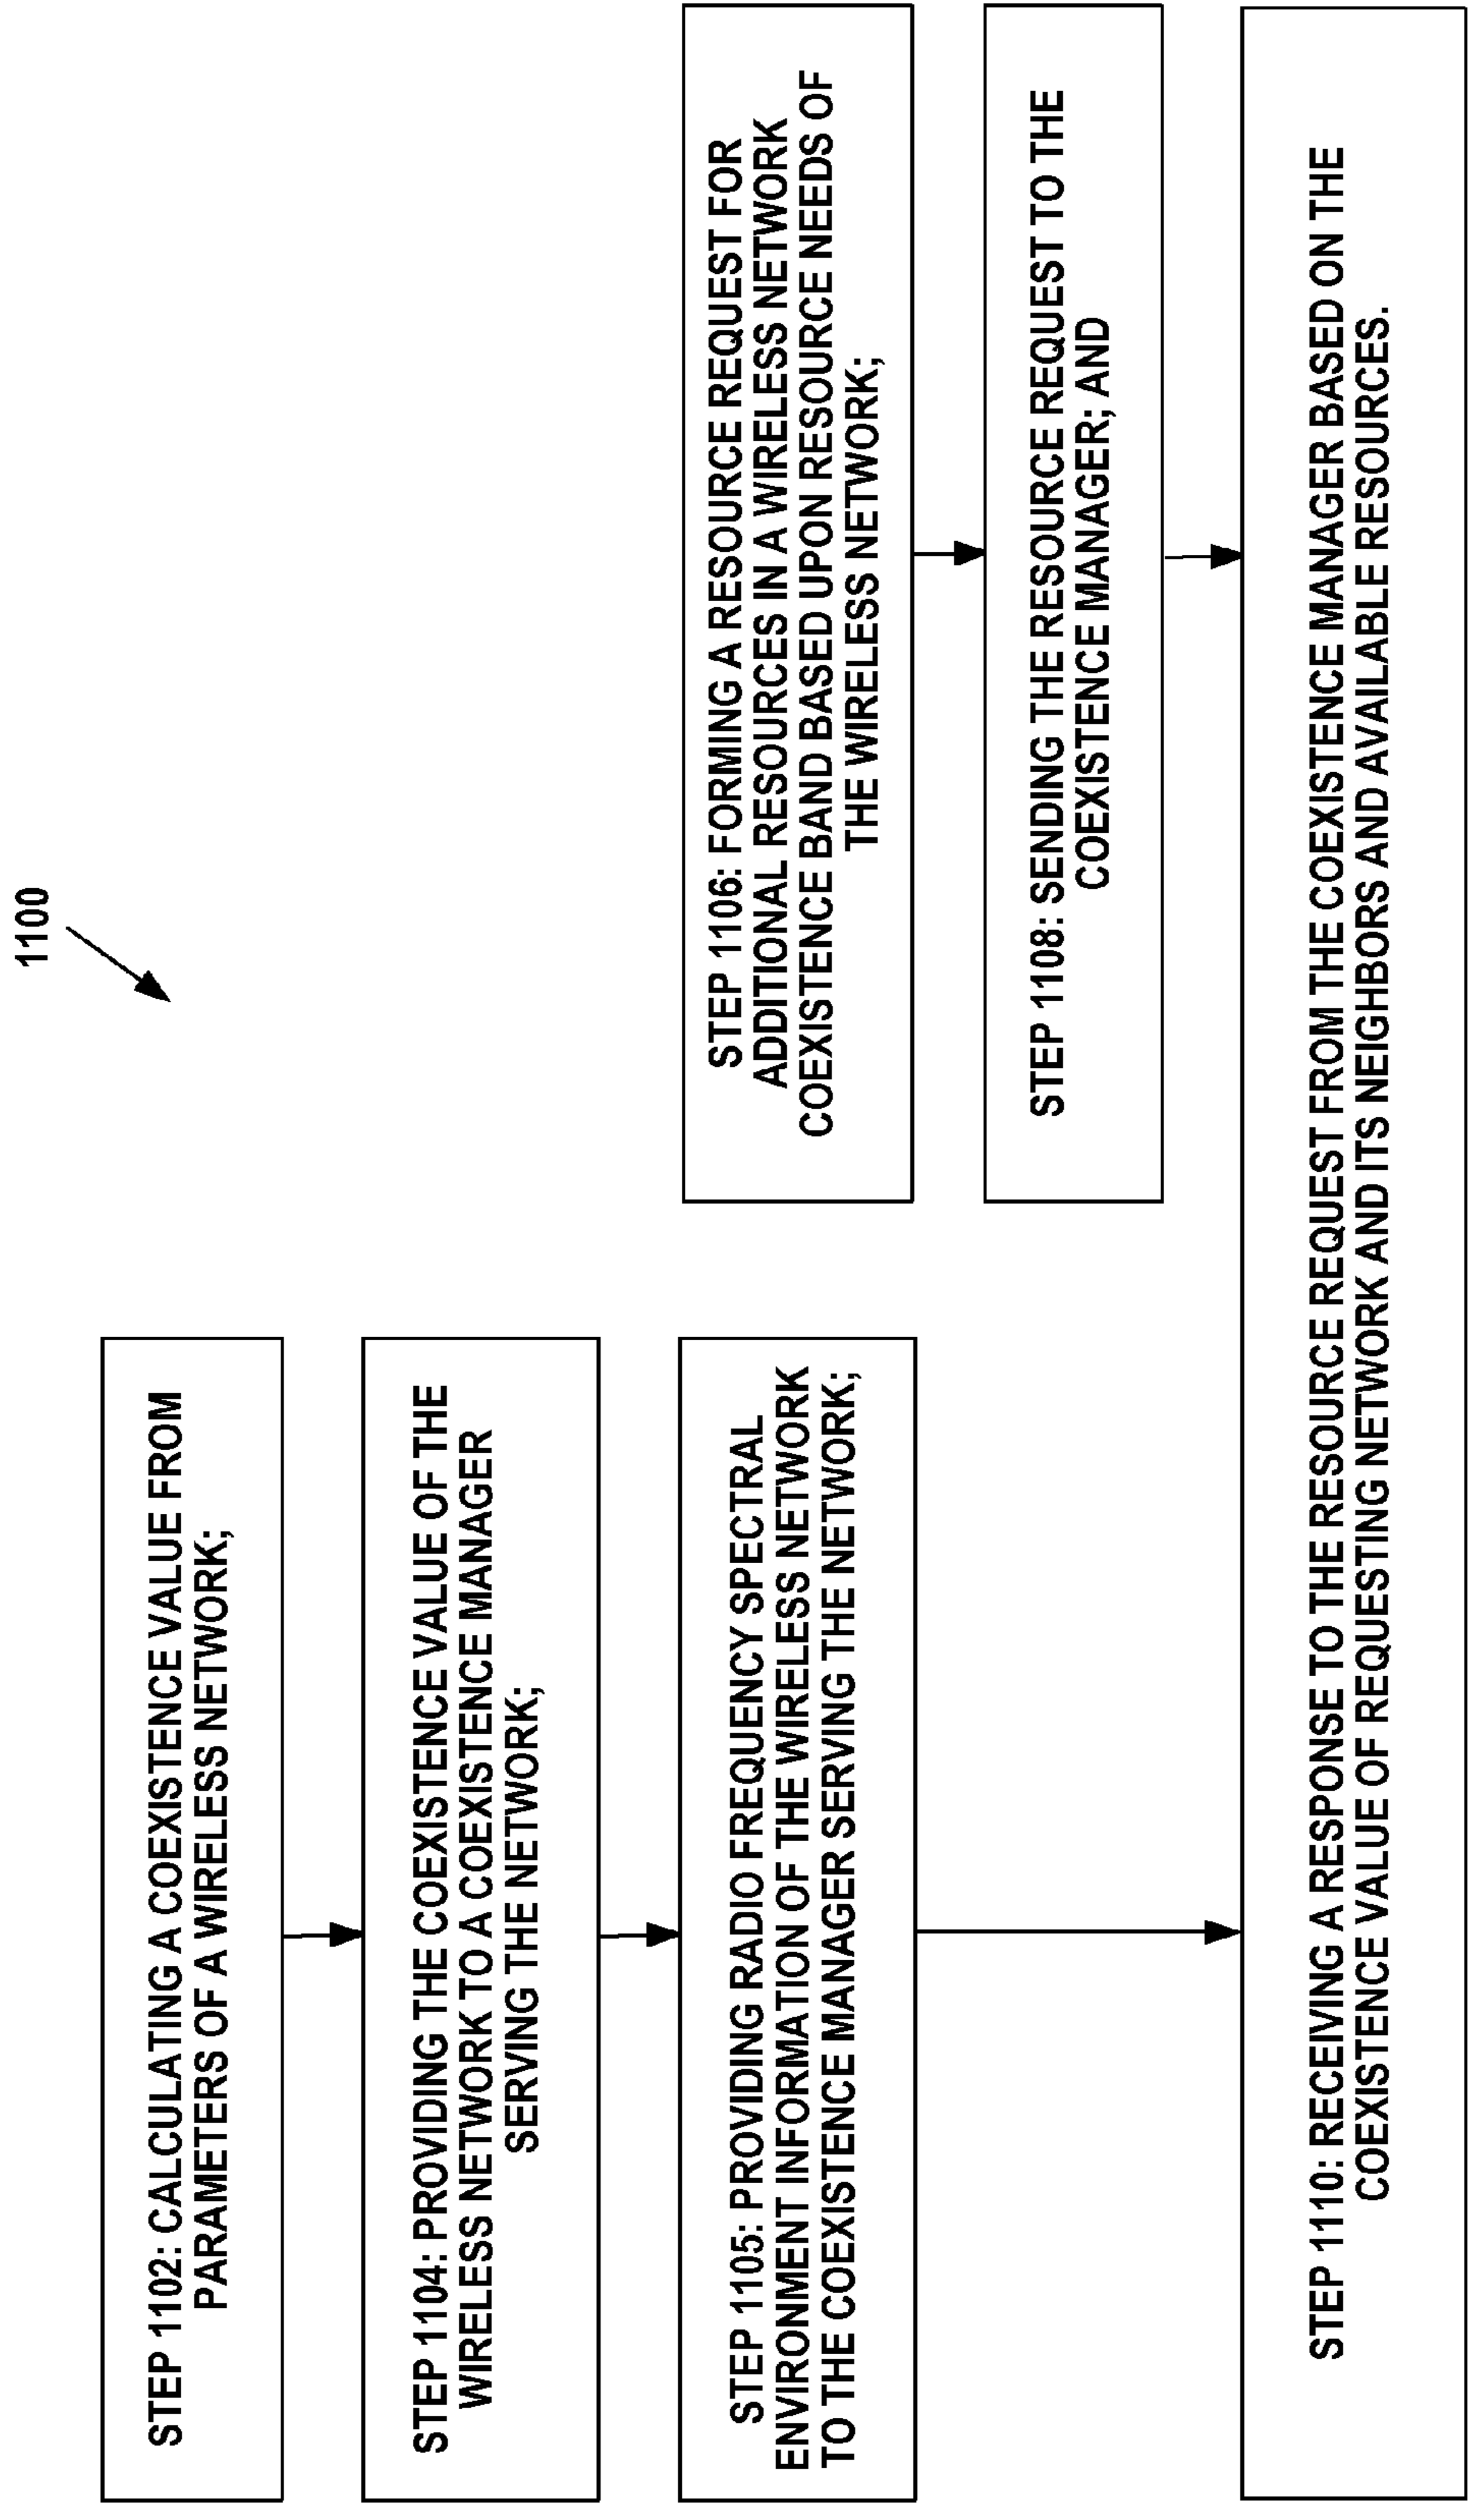 1100
STEP 1102: CALCULATING A COEXISTENCE VALUE FROM
PARAMETERS OF A WIRELESS NETWORK;
STEP 1104: PROVIDING THE COEXISTENCE VALUE OF THE
WIRELESS NETWORK TO A COEXISTENCE MANAGER
SERVING THE NETWORK;
STEP 1105: PROVIDING RADIO FREQUENCY SPECTRAL
ENVIRONMENT INFORMATION OF THE WIRELESS NETWORK
TO THE COEXISTENCE MANAGER SERVING THE NETWORK;
STEP 1106: FORMING A RESOURCE REQUEST FOR
ADDITIONAL RESOURCES IN A WIRELESS NETWORK
COEXISTENCE BAND BASED UPON RESOURCE NEEDS OF
THE WIRELESS NETWORK;
STEP 1108: SENDING THE RESOURCE REQUEST TO THE
COEXISTENCE MANAGER; AND
STEP 1110: RECEIVING A RESPONSE TO THE RESOURCE REQUEST FROM THE COEXISTENCE MANAGER BASED ON THE
COEXISTENCE VALUE OF REQUESTING NETWORK AND ITS NEIGHBORS AND AVAILABLE RESOURCES.